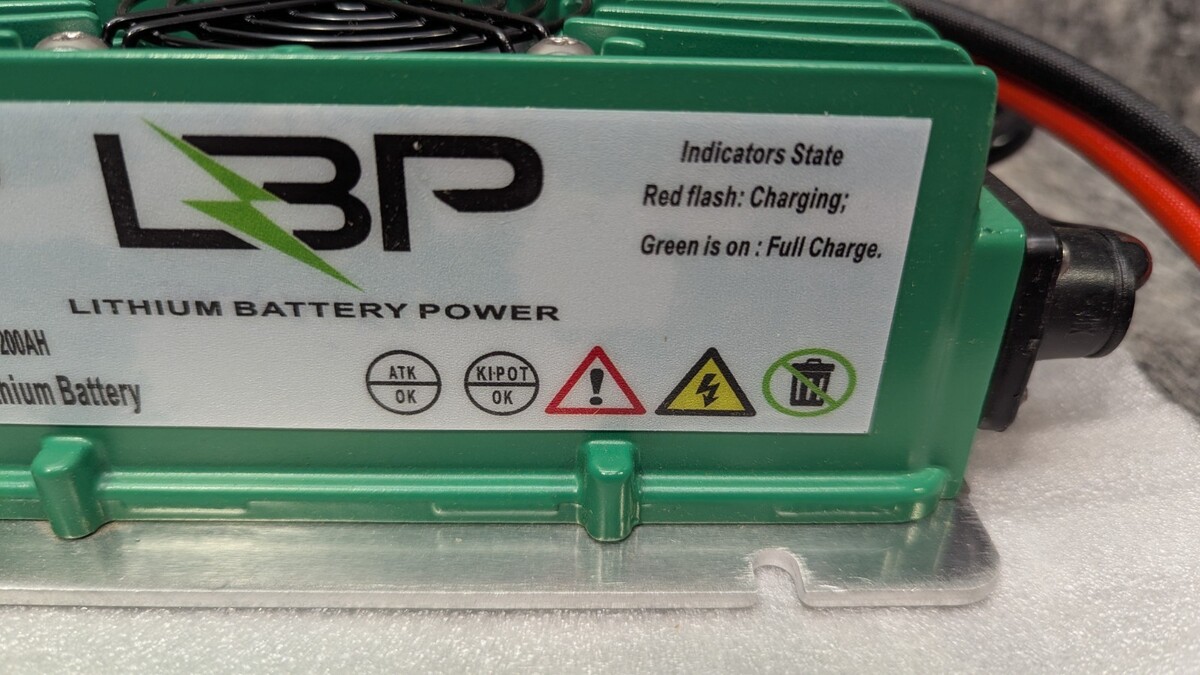 LBP
LITHIUM BATTERY POWER
Indicators State
Red flash: Charging;
Green is on : Full Charge.
200AH
Battery
ATK
OK
KI-POT
OK